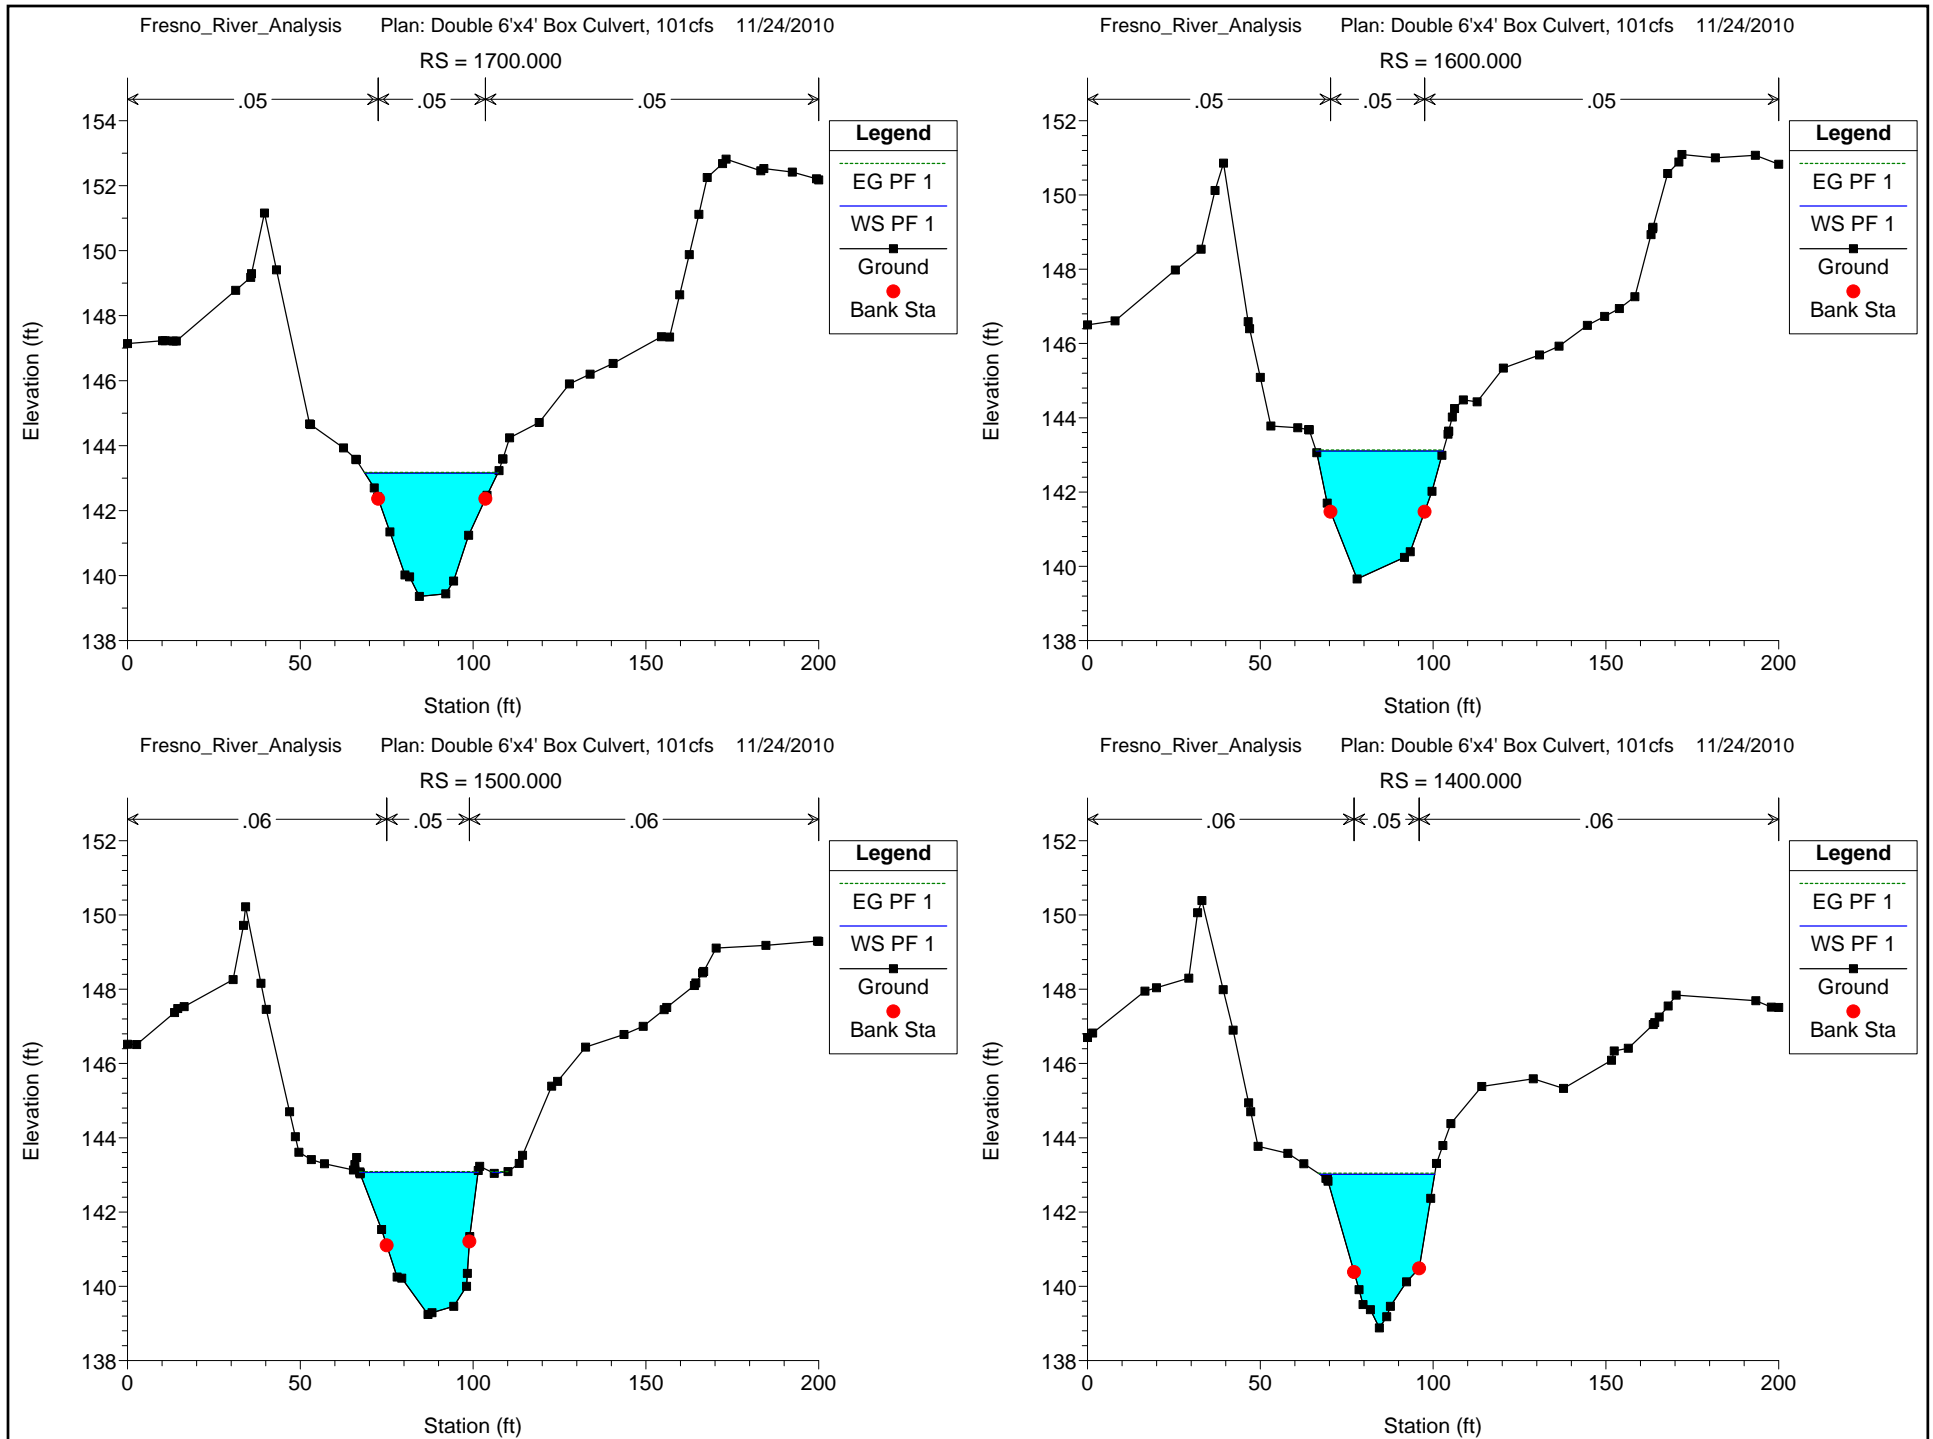 Fresno_River_Analysis Plan: Double 6'x4' Box Culvert, 101cfs 11/24/2010
RS = 1700.000
.05 .05 .05
Legend
EG PF 1
WS PF 1
Ground
Bank Sta
154
152
150
148
146
144
142
140
138
0 50 100 150 200
Elevation (ft)
Station (ft)
Fresno_River_Analysis Plan: Double 6'x4' Box Culvert, 101cfs 11/24/2010
RS = 1600.000
.05 .05 .05
Legend
EG PF 1
WS PF 1
Ground
Bank Sta
152
150
148
146
144
142
140
138
0 50 100 150 200
Elevation (ft)
Station (ft)
Fresno_River_Analysis Plan: Double 6'x4' Box Culvert, 101cfs 11/24/2010
RS = 1500.000
.06 .05 .06
Legend
EG PF 1
WS PF 1
Ground
Bank Sta
152
150
148
146
144
142
140
138
0 50 100 150 200
Elevation (ft)
Station (ft)
Fresno_River_Analysis Plan: Double 6'x4' Box Culvert, 101cfs 11/24/2010
RS = 1400.000
.06 .05 .06
Legend
EG PF 1
WS PF 1
Ground
Bank Sta
152
150
148
146
144
142
140
138
0 50 100 150 200
Elevation (ft)
Station (ft)